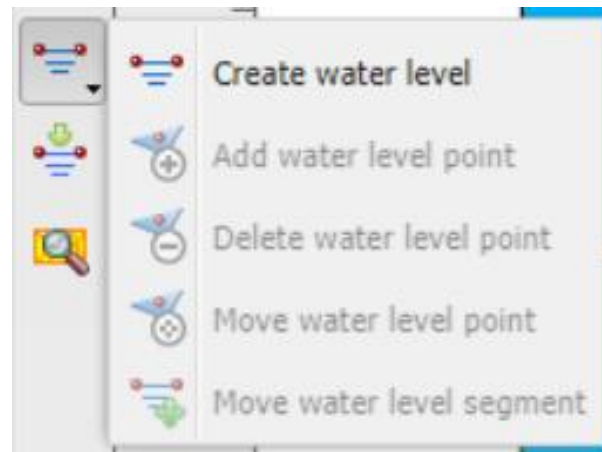 Create water level
Add water level point
Delete water level point
Move water level point
Move water level segment